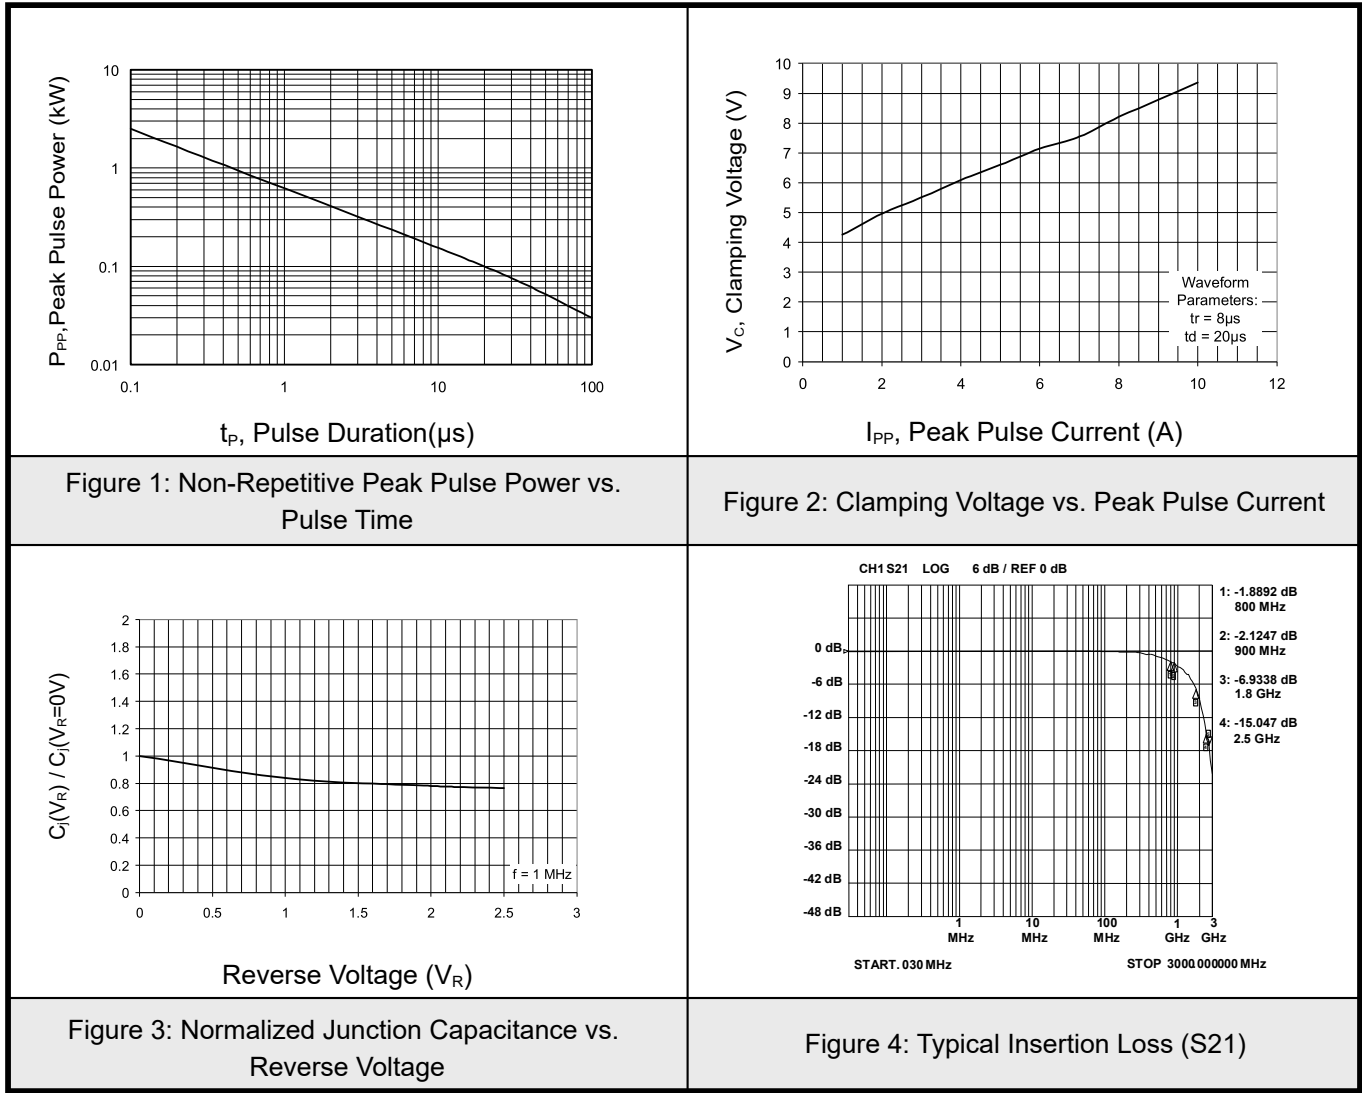 10
1
0.1
0.01
0.1
1
10
100
PPP,Peak Pulse Power (kW)
tP, Pulse Duration(µs)
Figure 1: Non-Repetitive Peak Pulse Power vs.
Pulse Time
10
9
8
7
6
5
4
3
2
1
0
0
2
4
6
8
10
12
VC, Clamping Voltage (V)
Waveform
Parameters:
tr = 8µs
td = 20µs
IPP, Peak Pulse Current (A)
Figure 2: Clamping Voltage vs. Peak Pulse Current
2
1.8
1.6
1.4
1.2
1
0.8
0.6
0.4
0.2
0
0
0.5
1
1.5
2
2.5
3
Cj(VR) / Cj(VR=0V)
f = 1 MHz
Reverse Voltage (VR)
Figure 3: Normalized Junction Capacitance vs.
Reverse Voltage
CH1 S21 LOG 6 dB / REF 0 dB
0 dB
-6 dB
-12 dB
-18 dB
-24 dB
-30 dB
-36 dB
-42 dB
-48 dB
1: -1.8892 dB
800 MHz
2: -2.1247 dB
900 MHz
3: -6.9338 dB
1.8 GHz
4: -15.047 dB
2.5 GHz
1
MHz
10
MHz
100
MHz
1
GHz
3
GHz
START. 030 MHz
STOP 3000.000000 MHz
Figure 4: Typical Insertion Loss (S21)